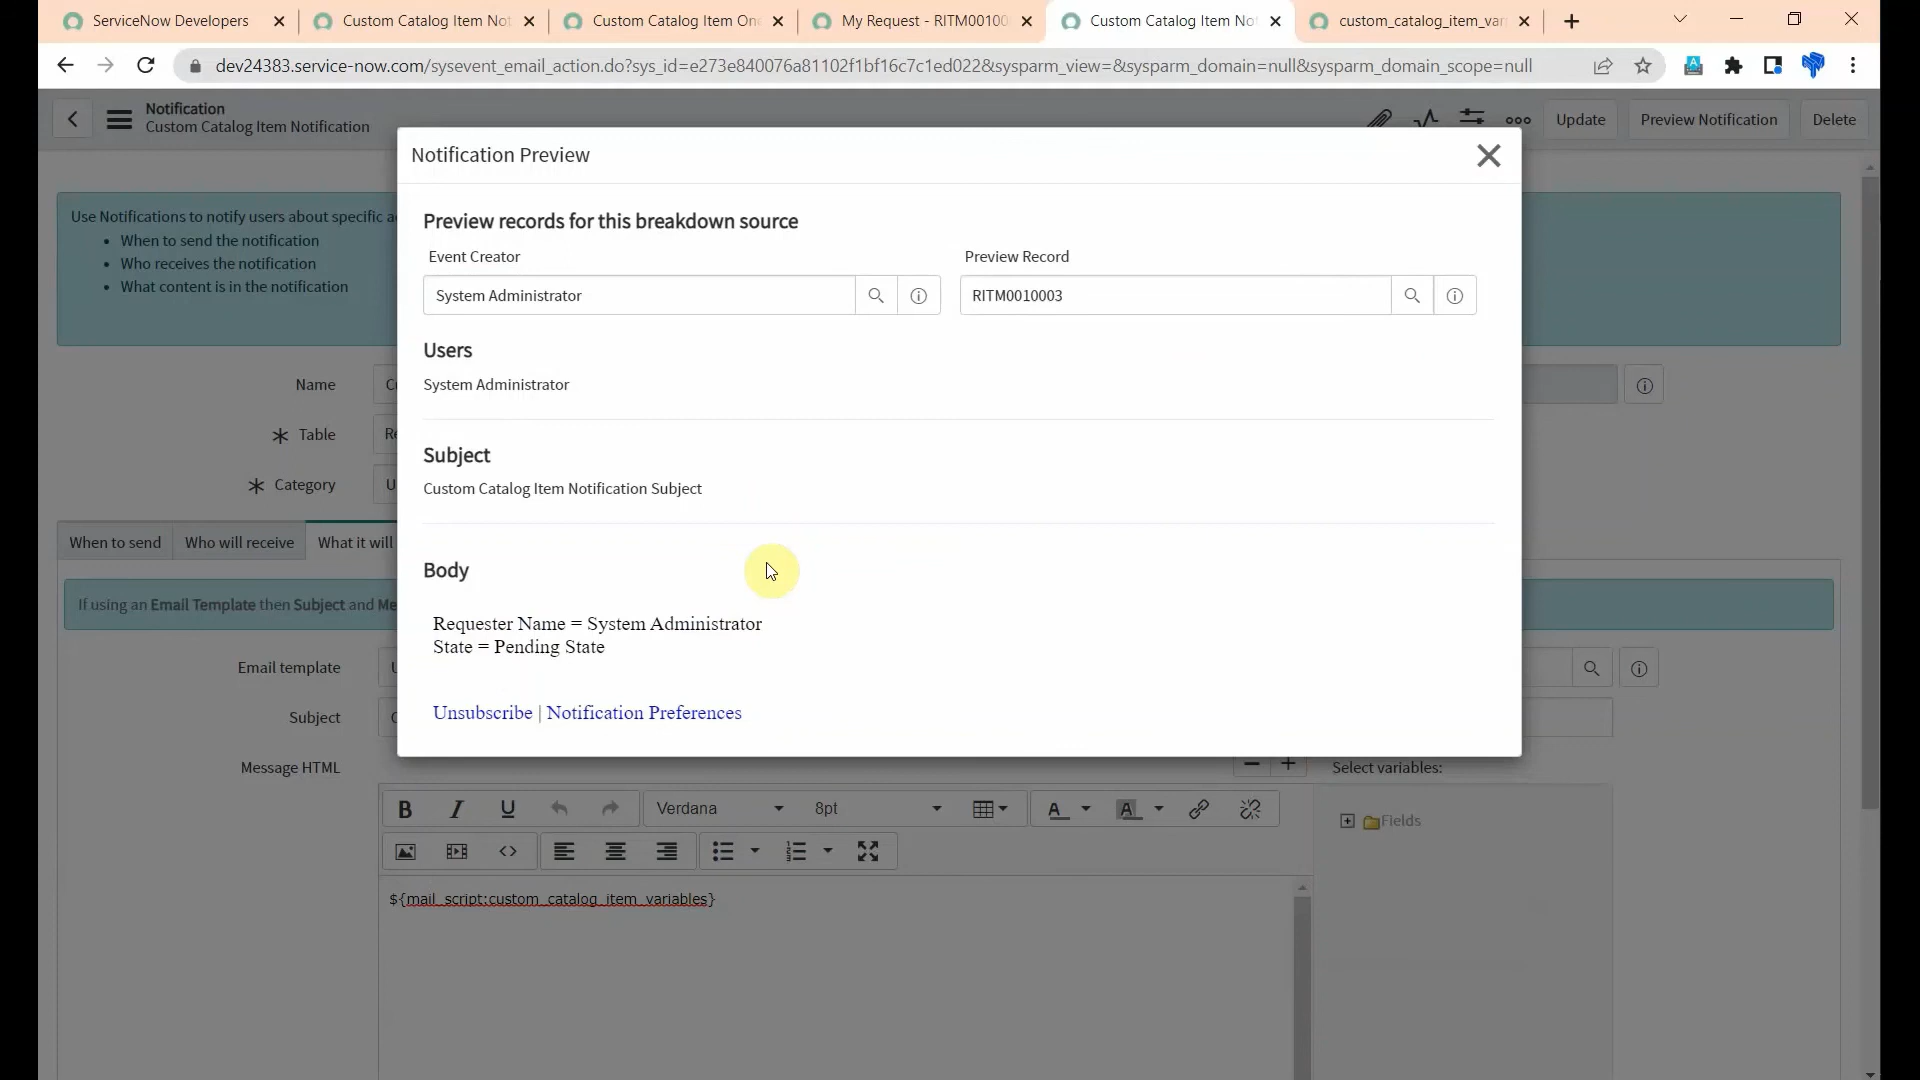 ServiceNow Developers
Custom Catalog Item Not
Custom Catalog Item One
My Request - RITM00100
Custom Catalog Item Not
custom_catalog_item_var
dev24383.service-now.com/sysevent_email_action.do?sys_id=e273e840076a81102f1bf16c7c1ed022&sysparm_view=&sysparm_domain=null&sysparm_domain_scope=null
Notification
Custom Catalog Item Notification
Update
Preview Notification
Delete
Notification Preview
Use Notifications to notify users about specific a
When to send the notification
Who receives the notification
What content is in the notification
Preview records for this breakdown source
Event Creator
Preview Record
System Administrator
RITM0010003
Users
System Administrator
Name
Table
Category
Subject
Custom Catalog Item Notification Subject
When to send
Who will receive
What it will
Body
If using an Email Template then Subject and Me
Requester Name = System Administrator
State = Pending State
Email template
Subject
Unsubscribe | Notification Preferences
Message HTML
Select variables:
B I U
Verdana
8pt
A
A
Fields
${mail_script:custom_catalog_item_variables}